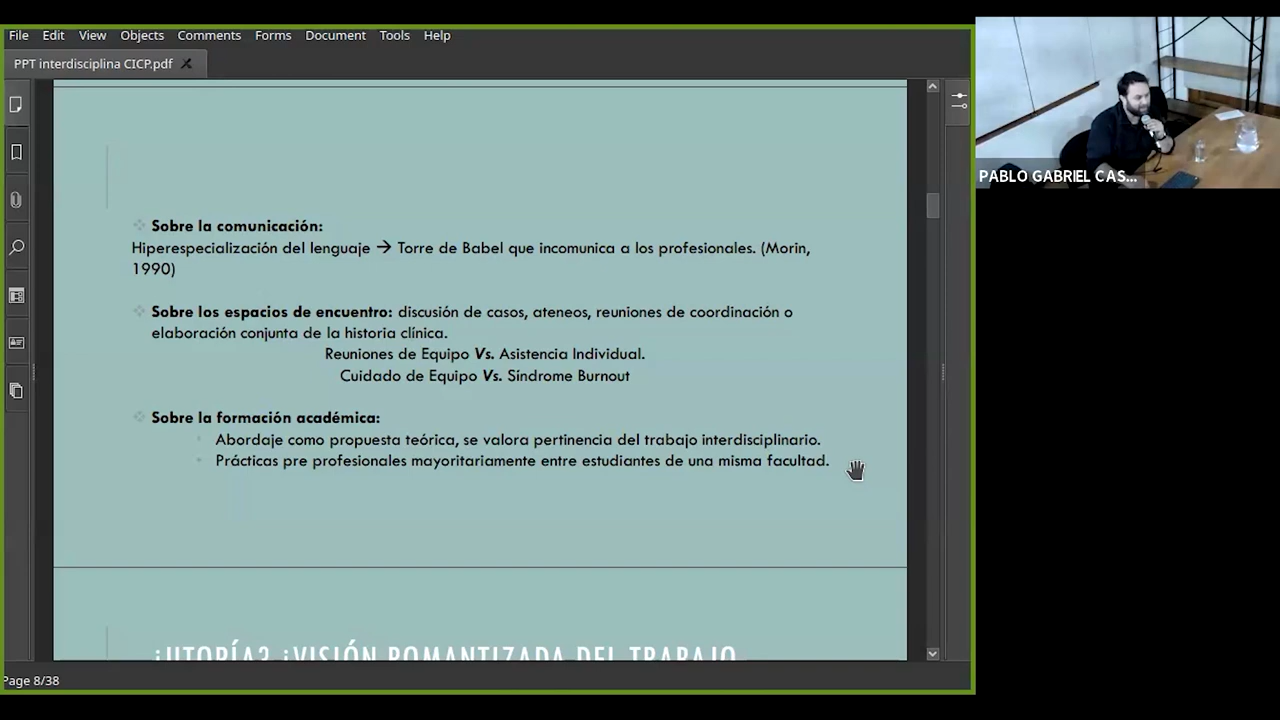 File Edit View Objects Comments Forms Document Tools Help
PPT interdisciplina CICP.pdf
PABLO GABRIEL CAS...
Sobre la comunicación:
Hiperespecialización del lenguaje → Torre de Babel que incomunica a los profesionales. (Morin,
1990)
Sobre los espacios de encuentro: discusión de casos, ateneos, reuniones de coordinación o
elaboración conjunta de la historia clínica.
Reuniones de Equipo Vs. Asistencia Individual.
Cuidado de Equipo Vs. Síndrome Burnout
Sobre la formación académica:
Abordaje como propuesta teórica, se valora pertinencia del trabajo interdisciplinario.
Prácticas pre profesionales mayoritariamente entre estudiantes de una misma facultad.
¿UTOPÍA? ¿VISIÓN ROMANTIZADA DEL TRABAJO
Page 8/38